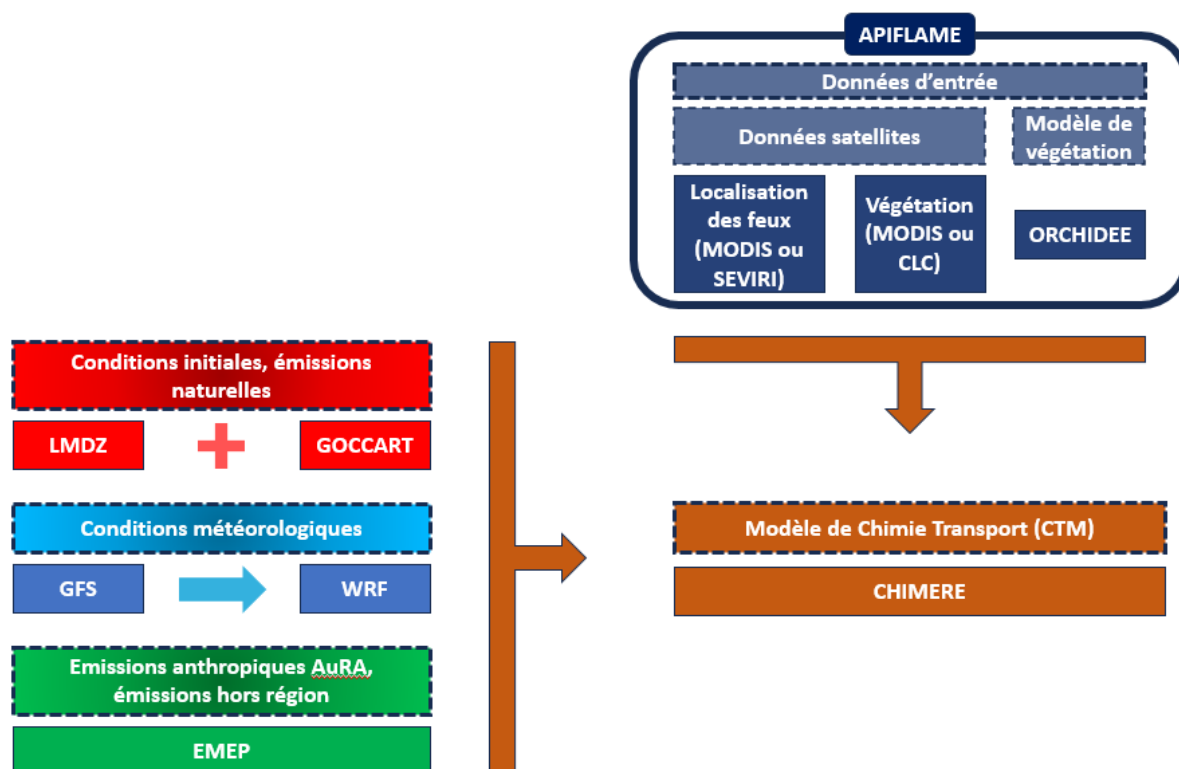 APIFLAME
Données d'entrée
Données satellites
Modèle de
végétation
Localisation
des feux
(MODIS ou
SEVIRI)
Végétation
(MODIS ou
CLC)
ORCHIDEE
Conditions initiales, émissions
naturelles
LMDZ
GOCCART
Conditions météorologiques
GFS
WRF
Emissions anthropiques AuRA,
émissions hors région
EMEP
Modèle de Chimie Transport (CTM)
CHIMERE